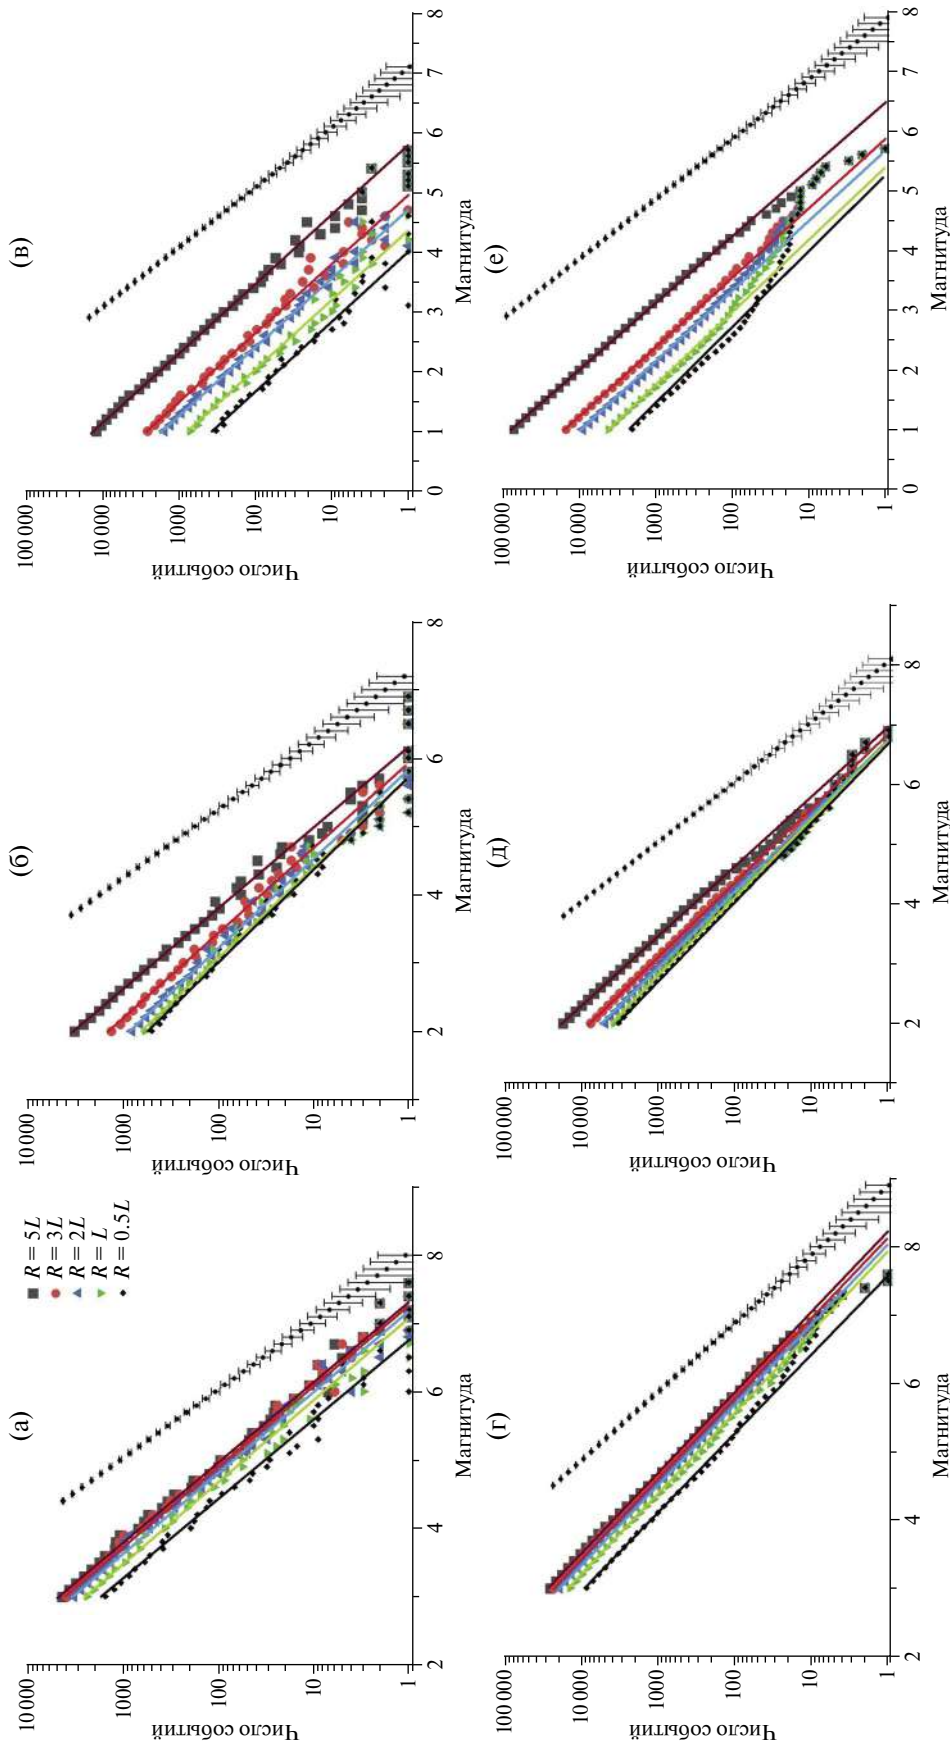 (а)
R = 5L
R = 3L
R = 2L
R = L
R = 0.5L
Число событий
10 000
1000
100
10
1
2 4 6 8
Магнитуда
(б)
Число событий
10 000
1000
100
10
1
2 4 6 8
Магнитуда
(в)
Число событий
100 000
10 000
1000
100
10
1
0 1 2 3 4 5 6 7 8
Магнитуда
(г)
Число событий
100 000
10 000
1000
100
10
1
2 4 6 8
Магнитуда
(д)
Число событий
100 000
10 000
1000
100
10
1
2 4 6 8
Магнитуда
(е)
Число событий
100 000
10 000
1000
100
10
1
0 1 2 3 4 5 6 7 8
Магнитуда